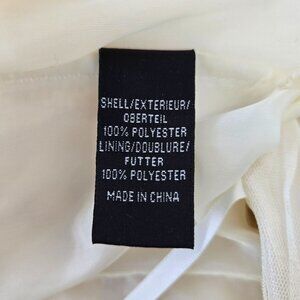 SHELL/EXTERIEUR/
OBERTEIL
100% POLYESTER
LINING/DOUBLURE/
FUTTER
100% POLYESTER
MADE IN CHINA